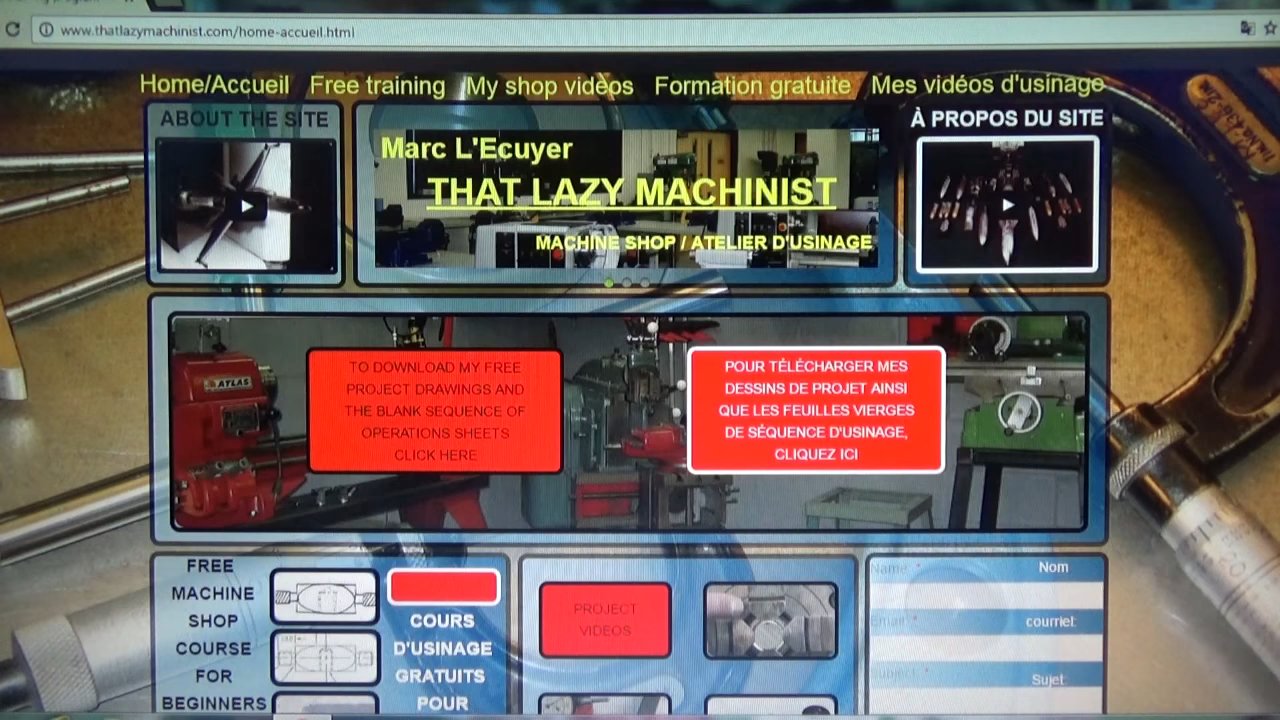 www.thatlazymachinist.com/home-accueil.html
Home/Accueil Free training My shop videos Formation gratuite Mes vidéos d'usinage
ABOUT THE SITE
Marc L'Ecuyer
THAT LAZY MACHINIST
MACHINE SHOP / ATELIER D'USINAGE
À PROPOS DU SITE
ATLAS
TO DOWNLOAD MY FREE
PROJECT DRAWINGS AND
THE BLANK SEQUENCE OF
OPERATIONS SHEETS
CLICK HERE
POUR TÉLÉCHARGER MES
DESSINS DE PROJET AINSI
QUE LES FEUILLES VIERGES
DE SÉQUENCE D'USINAGE,
CLIQUEZ ICI
FREE
MACHINE
SHOP
COURSE
FOR
BEGINNERS
COURS
D'USINAGE
GRATUITS
POUR
PROJECT
VIDEOS
Name * Nom
Email * courriel:
Subject * Sujet: